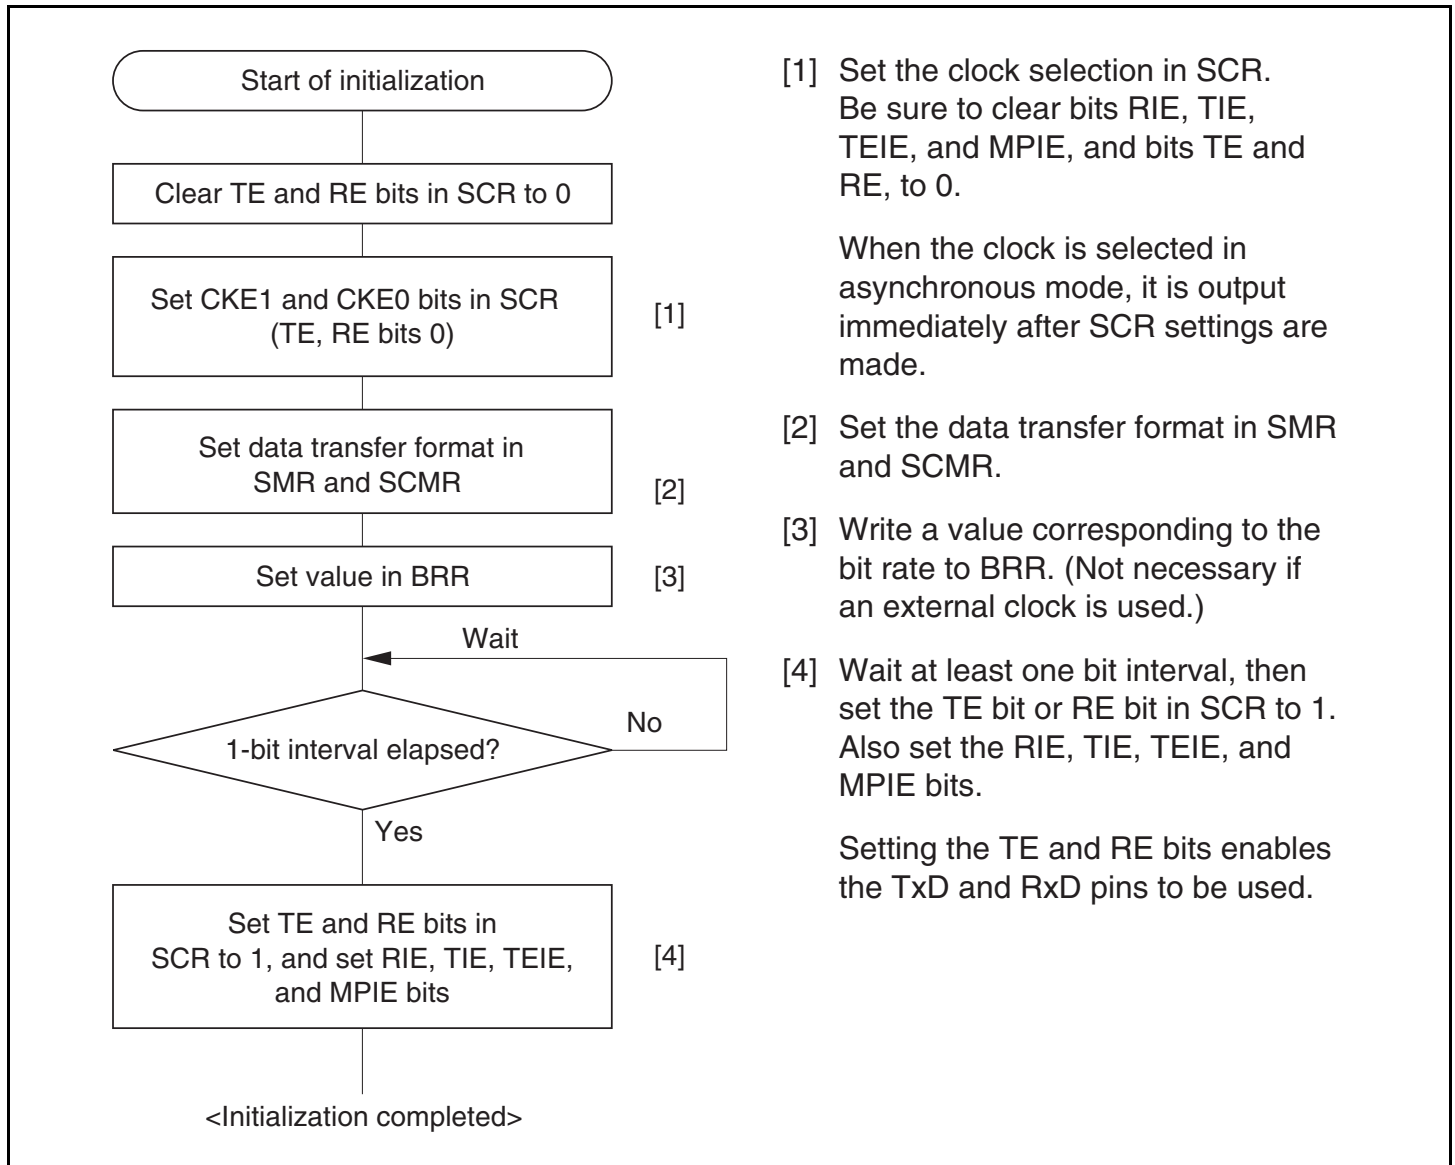 Start of initialization
Clear TE and RE bits in SCR to 0
Set CKE1 and CKE0 bits in SCR
(TE, RE bits 0)
[1]
Set data transfer format in
SMR and SCMR
[2]
Set value in BRR
[3]
Wait
No
1-bit interval elapsed?
Yes
Set TE and RE bits in
SCR to 1, and set RIE, TIE, TEIE,
and MPIE bits
[4]
<Initialization completed>
[1] Set the clock selection in SCR.
Be sure to clear bits RIE, TIE,
TEIE, and MPIE, and bits TE and
RE, to 0.
When the clock is selected in
asynchronous mode, it is output
immediately after SCR settings are
made.
[2] Set the data transfer format in SMR
and SCMR.
[3] Write a value corresponding to the
bit rate to BRR. (Not necessary if
an external clock is used.)
[4] Wait at least one bit interval, then
set the TE bit or RE bit in SCR to 1.
Also set the RIE, TIE, TEIE, and
MPIE bits.
Setting the TE and RE bits enables
the TxD and RxD pins to be used.